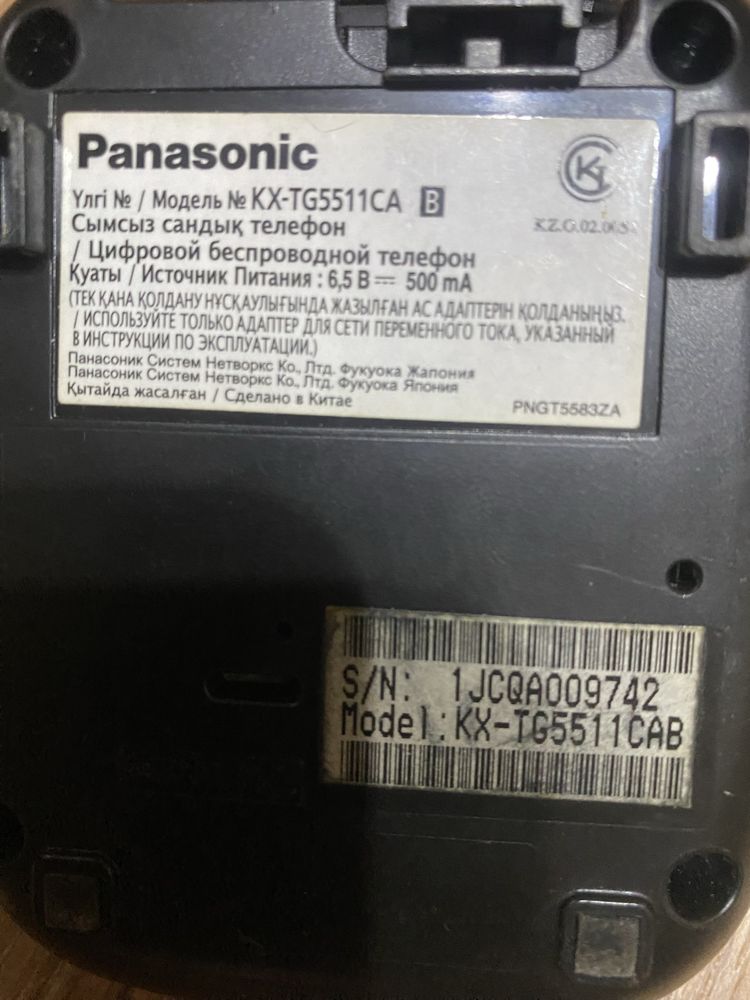 Panasonic
Үлгі № / Модель № KX-TG5511CA B
Сымсыз сандық телефон
/ Цифровой беспроводной телефон
Қуаты / Источник Питания : 6,5 В ⎓ 500 mA
(ТЕК ҚАНА ҚОЛДАНУ НҰСҚАУЛЫҒЫНДА ЖАЗЫЛҒАН АС АДАПТЕРІН ҚОЛДАНЫҢЫЗ.
/ ИСПОЛЬЗУЙТЕ ТОЛЬКО АДАПТЕР ДЛЯ СЕТИ ПЕРЕМЕННОГО ТОКА, УКАЗАННЫЙ
В ИНСТРУКЦИИ ПО ЭКСПЛУАТАЦИИ.)
Панасоник Систем Нетворкс Ко., Лтд. Фукуока Жапония
Панасоник Систем Нетворкс Ко., Лтд. Фукуока Япония
Қытайда жасалған / Сделано в Китае
PNGT5583ZA
S/N: 1JCQA009742
Model: KX-TG5511CAB